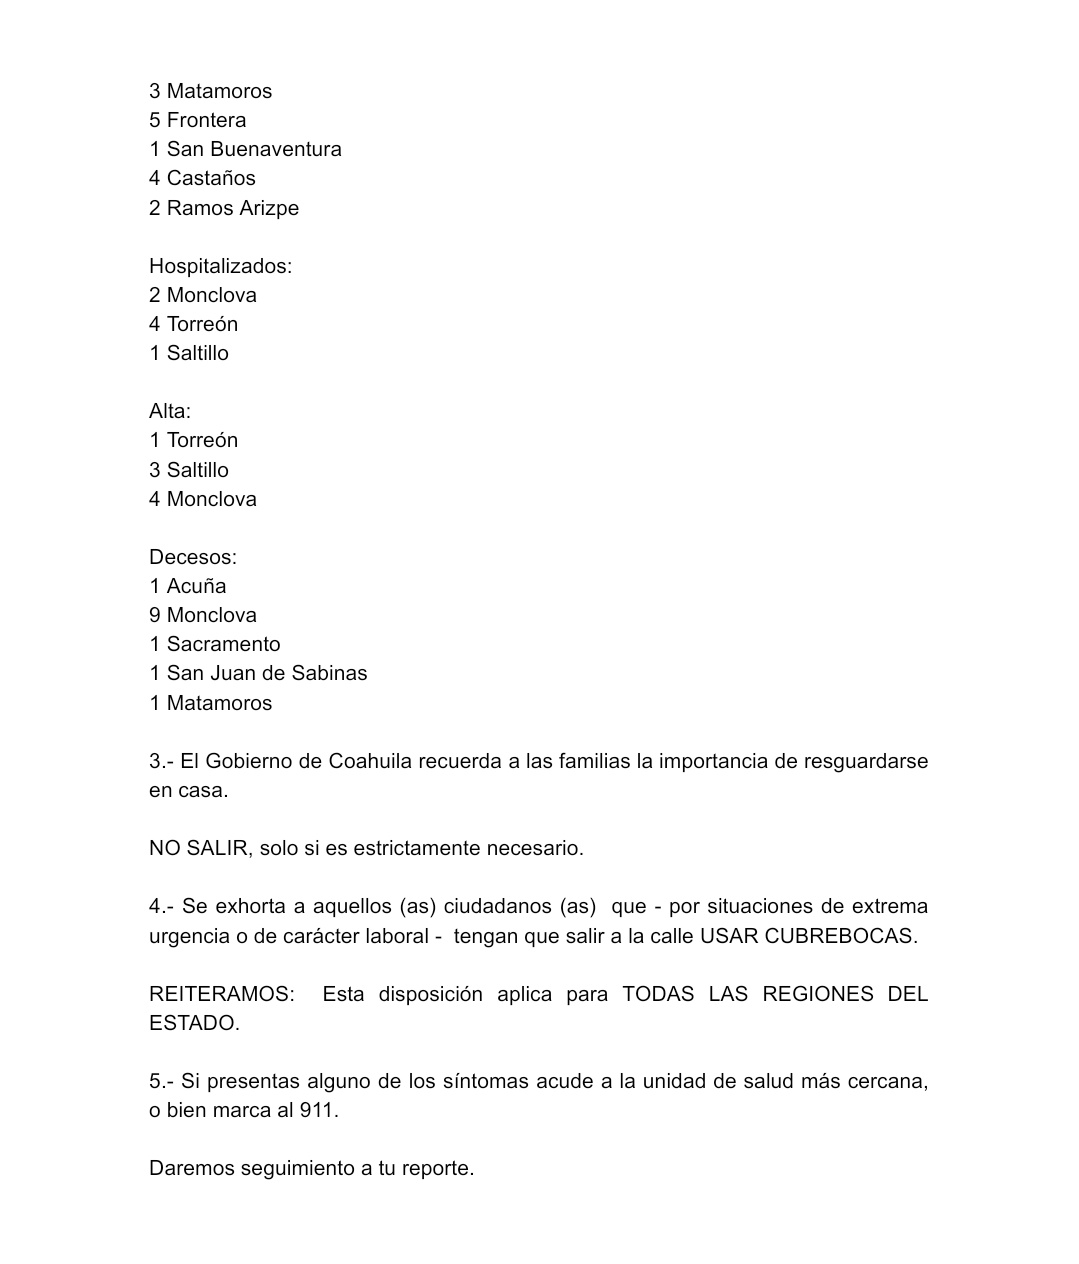 3 Matamoros
5 Frontera
1 San Buenaventura
4 Castaños
2 Ramos Arizpe
Hospitalizados:
2 Monclova
4 Torreón
1 Saltillo
Alta:
1 Torreón
3 Saltillo
4 Monclova
Decesos:
1 Acuña
9 Monclova
1 Sacramento
1 San Juan de Sabinas
1 Matamoros
3.- El Gobierno de Coahuila recuerda a las familias la importancia de resguardarse
en casa.
NO SALIR, solo si es estrictamente necesario.
4.- Se exhorta a aquellos (as) ciudadanos (as)  que - por situaciones de extrema
urgencia o de carácter laboral -  tengan que salir a la calle USAR CUBREBOCAS.
REITERAMOS:  Esta disposición aplica para TODAS LAS REGIONES DEL
ESTADO.
5.- Si presentas alguno de los síntomas acude a la unidad de salud más cercana,
o bien marca al 911.
Daremos seguimiento a tu reporte.